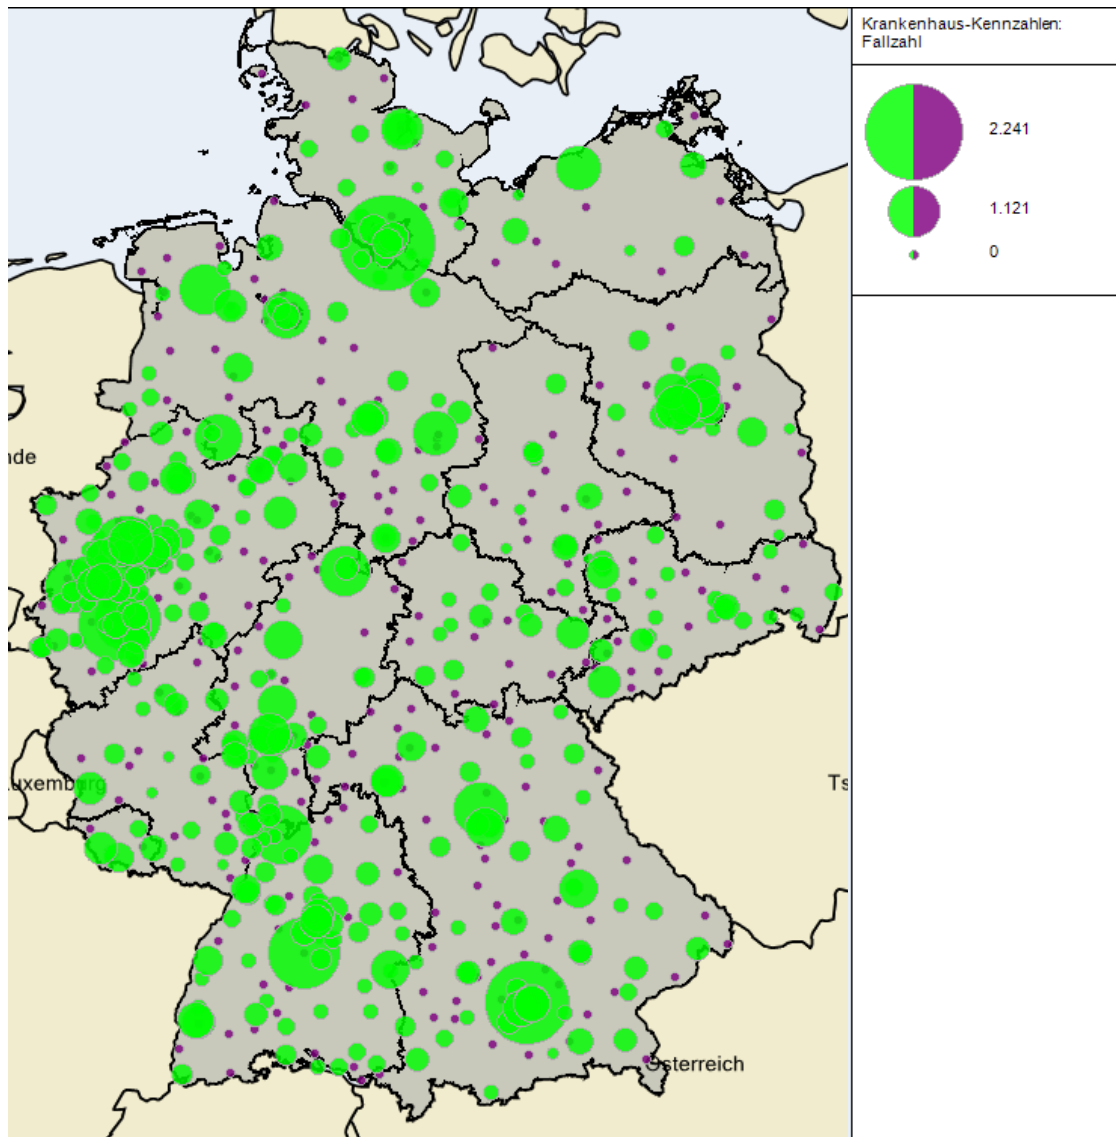 Krankenhaus-Kennzahlen:
Fallzahl
2.241
1.121
0
nde
uxemburg
Ts
Österreich